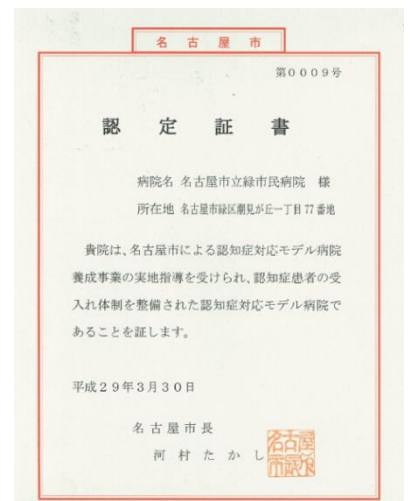 名古屋市
第0009号
認定証書
病院名 名古屋市立緑市民病院 様
所在地 名古屋市緑区潮見が丘一丁目77番地
貴院は、名古屋市による認知症対応モデル病院
養成事業の実地指導を受けられ、認知症患者の受
入れ体制を整備された認知症対応モデル病院で
あることを証します。
平成29年3月30日
名古屋市長
河村たかし